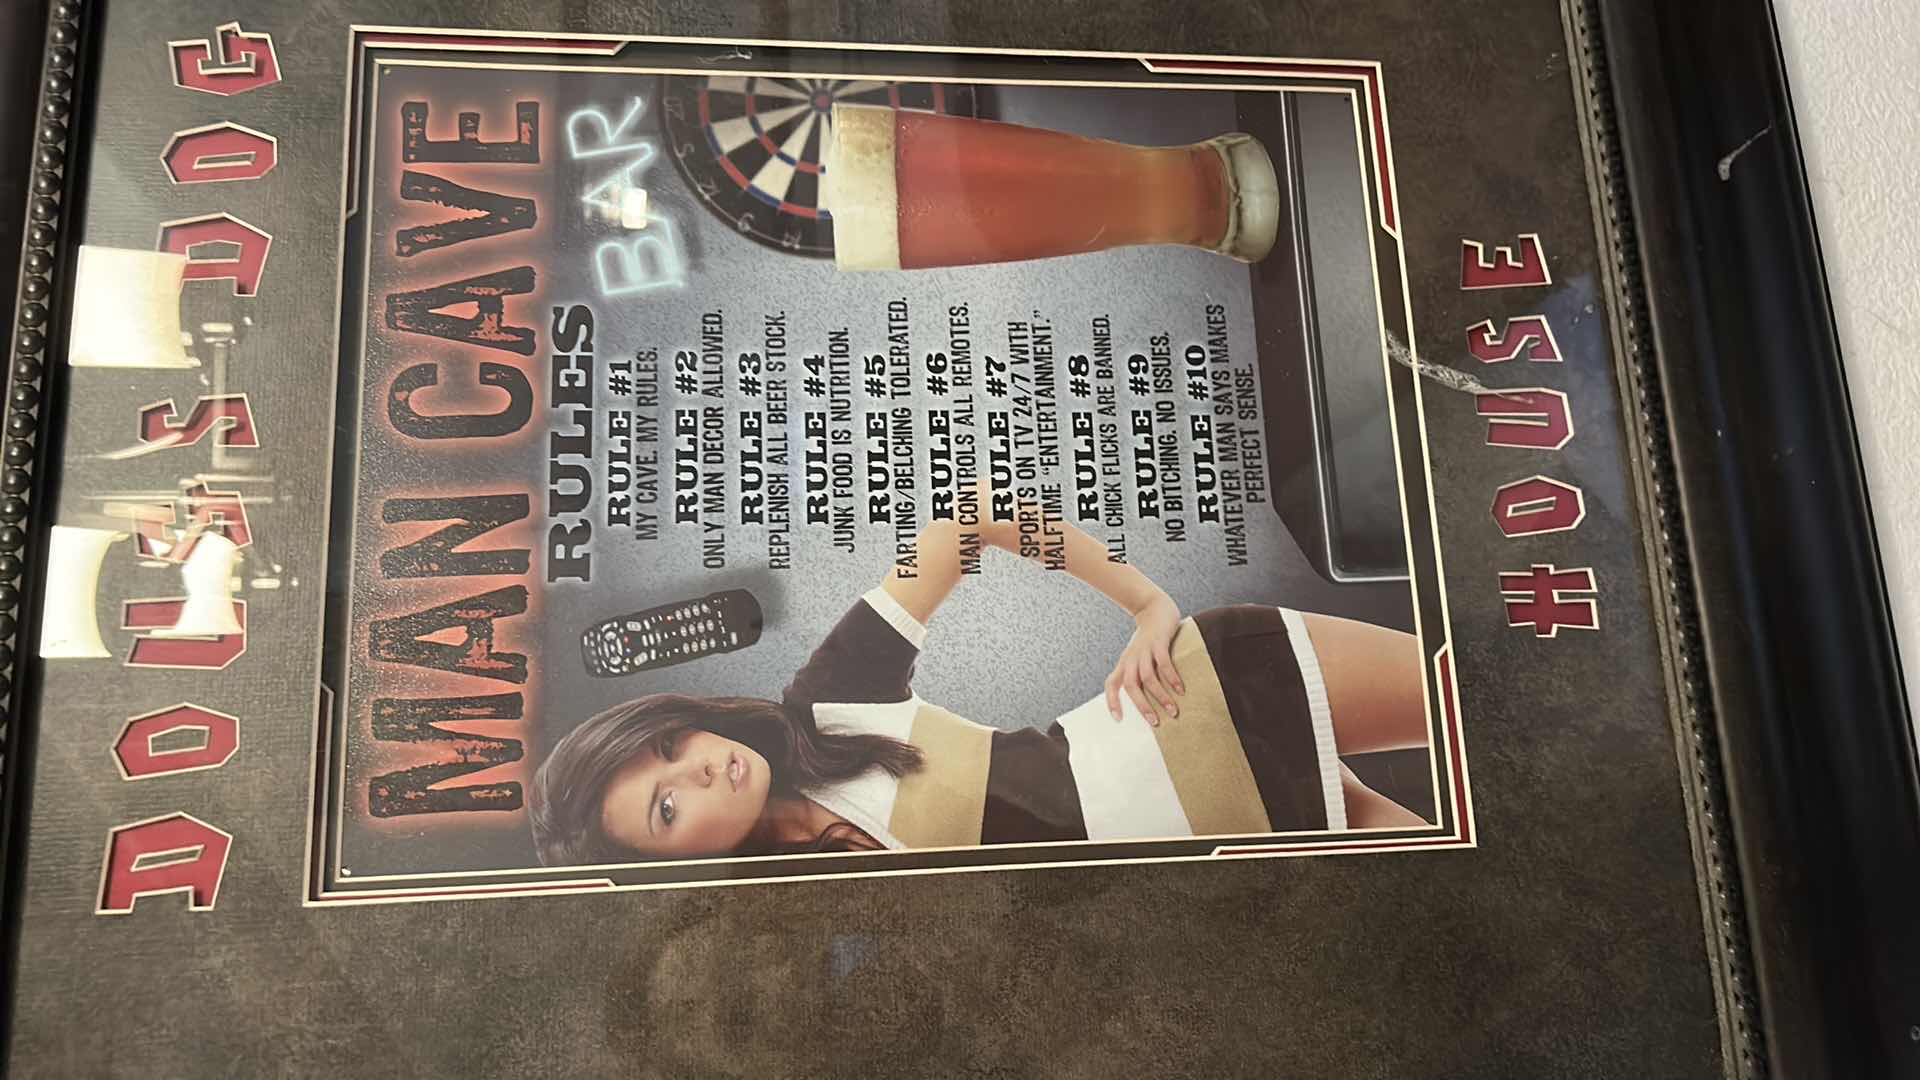 DOUG'S DOG
MAN CAVE
RULES
BAR
RULE #1
MY CAVE. MY RULES.
RULE #2
ONLY MAN DECOR ALLOWED.
RULE #3
REPLENISH ALL BEER STOCK.
RULE #4
JUNK FOOD IS NUTRITION.
RULE #5
FARTING/BELCHING TOLERATED.
RULE #6
MAN CONTROLS ALL REMOTES.
RULE #7
SPORTS ON TV 24/7 WITH
HALFTIME "ENTERTAINMENT."
RULE #8
ALL CHICK FLICKS ARE BANNED.
RULE #9
NO BITCHING. NO ISSUES.
RULE #10
WHATEVER MAN SAYS MAKES
PERFECT SENSE.
HOUSE